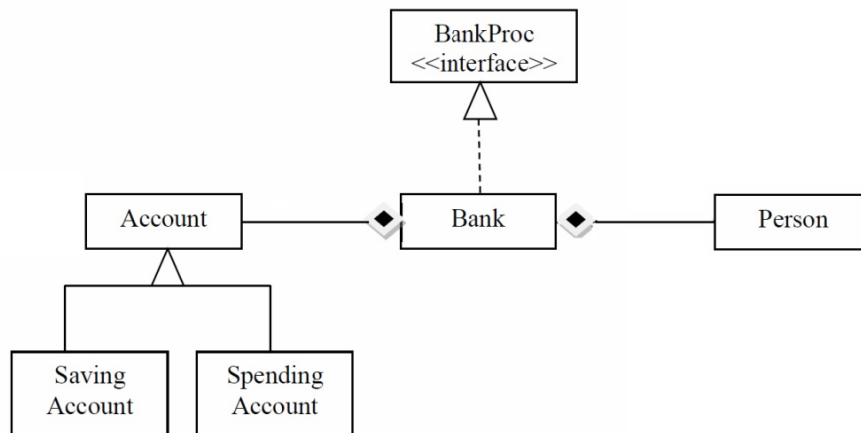 BankProc
<<interface>>
Account
Bank
Person
Saving
Account
Spending
Account